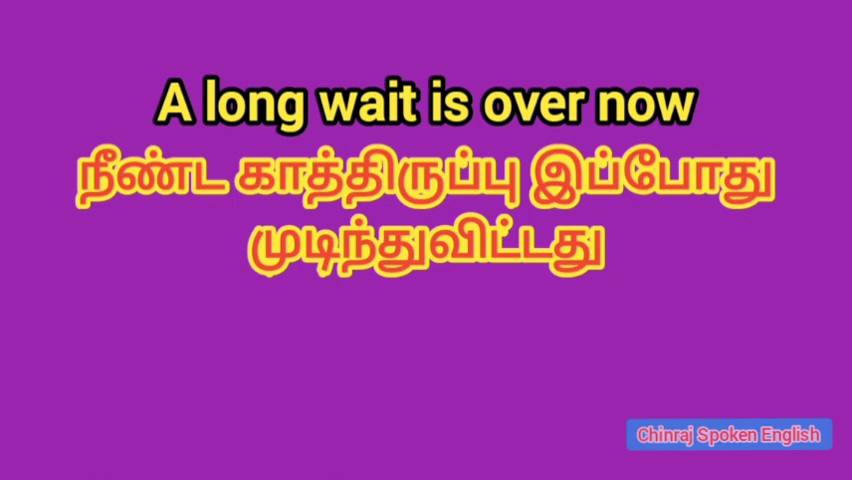 A long wait is over now
நீண்ட காத்திருப்பு இப்போது
முடிந்துவிட்டது
Chinraj Spoken English